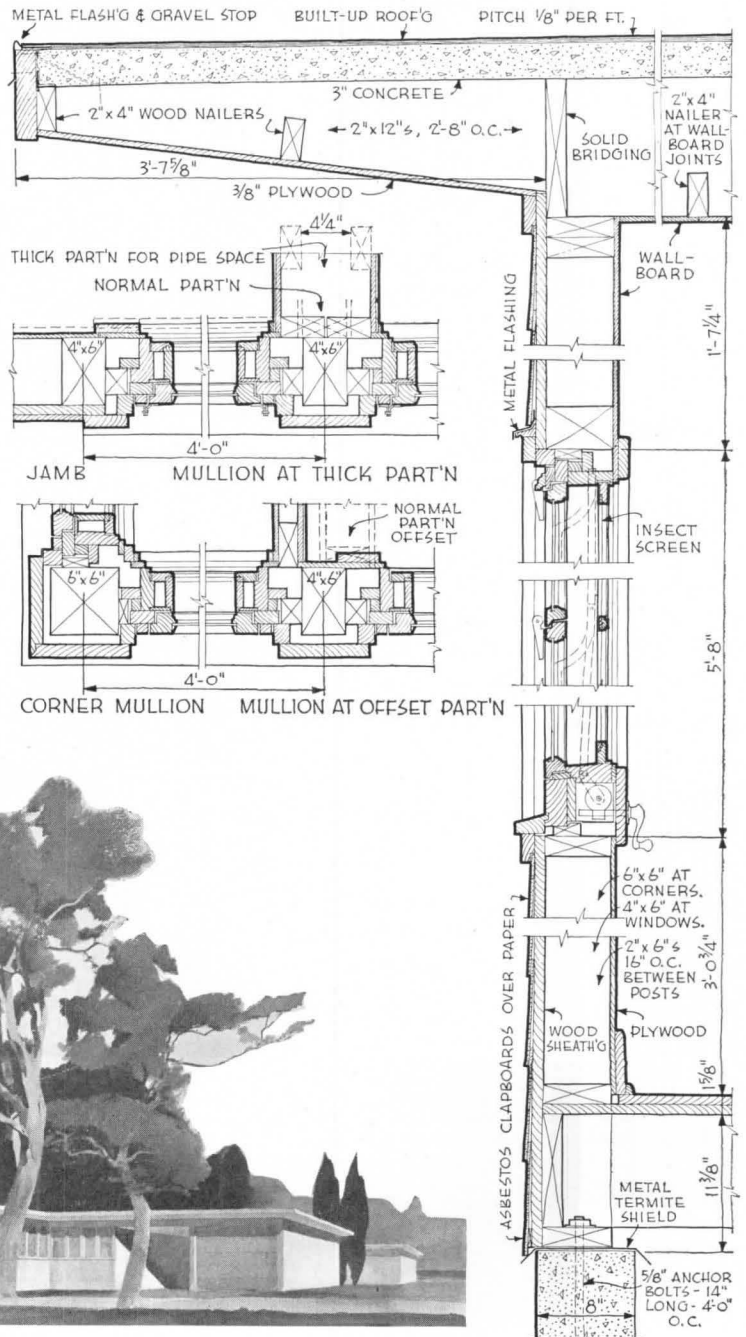 METAL FLASH'G & GRAVEL STOP
BUILT-UP ROOF'G
PITCH 1/8" PER FT.
3" CONCRETE
2"x4" WOOD NAILERS
2"x12"s, 2'-8" O.C.
SOLID
BRIDGING
2"x4"
NAILER
AT WALL-
BOARD
JOINTS
3'-7 5/8"
3/8" PLYWOOD
4 1/4"
THICK PART'N FOR PIPE SPACE
NORMAL PART'N
WALL-
BOARD
METAL FLASHING
1'-7 1/4"
4"x6"
4"x6"
4'-0"
JAMB
MULLION AT THICK PART'N
NORMAL
PART'N
OFFSET
INSECT
SCREEN
6"x6"
4"x6"
4'-0"
CORNER MULLION
MULLION AT OFFSET PART'N
5'-8"
6"x6" AT
CORNERS.
4"x6" AT
WINDOWS.
2"x6"s
16" O.C.
BETWEEN
POSTS
3'-0 3/4"
WOOD
SHEATH'G
PLYWOOD
ASBESTOS CLAPBOARDS OVER PAPER
1 5/8"
11 3/8"
METAL
TERMITE
SHIELD
5/8" ANCHOR
BOLTS - 14"
LONG - 4'-0"
O.C.
8"